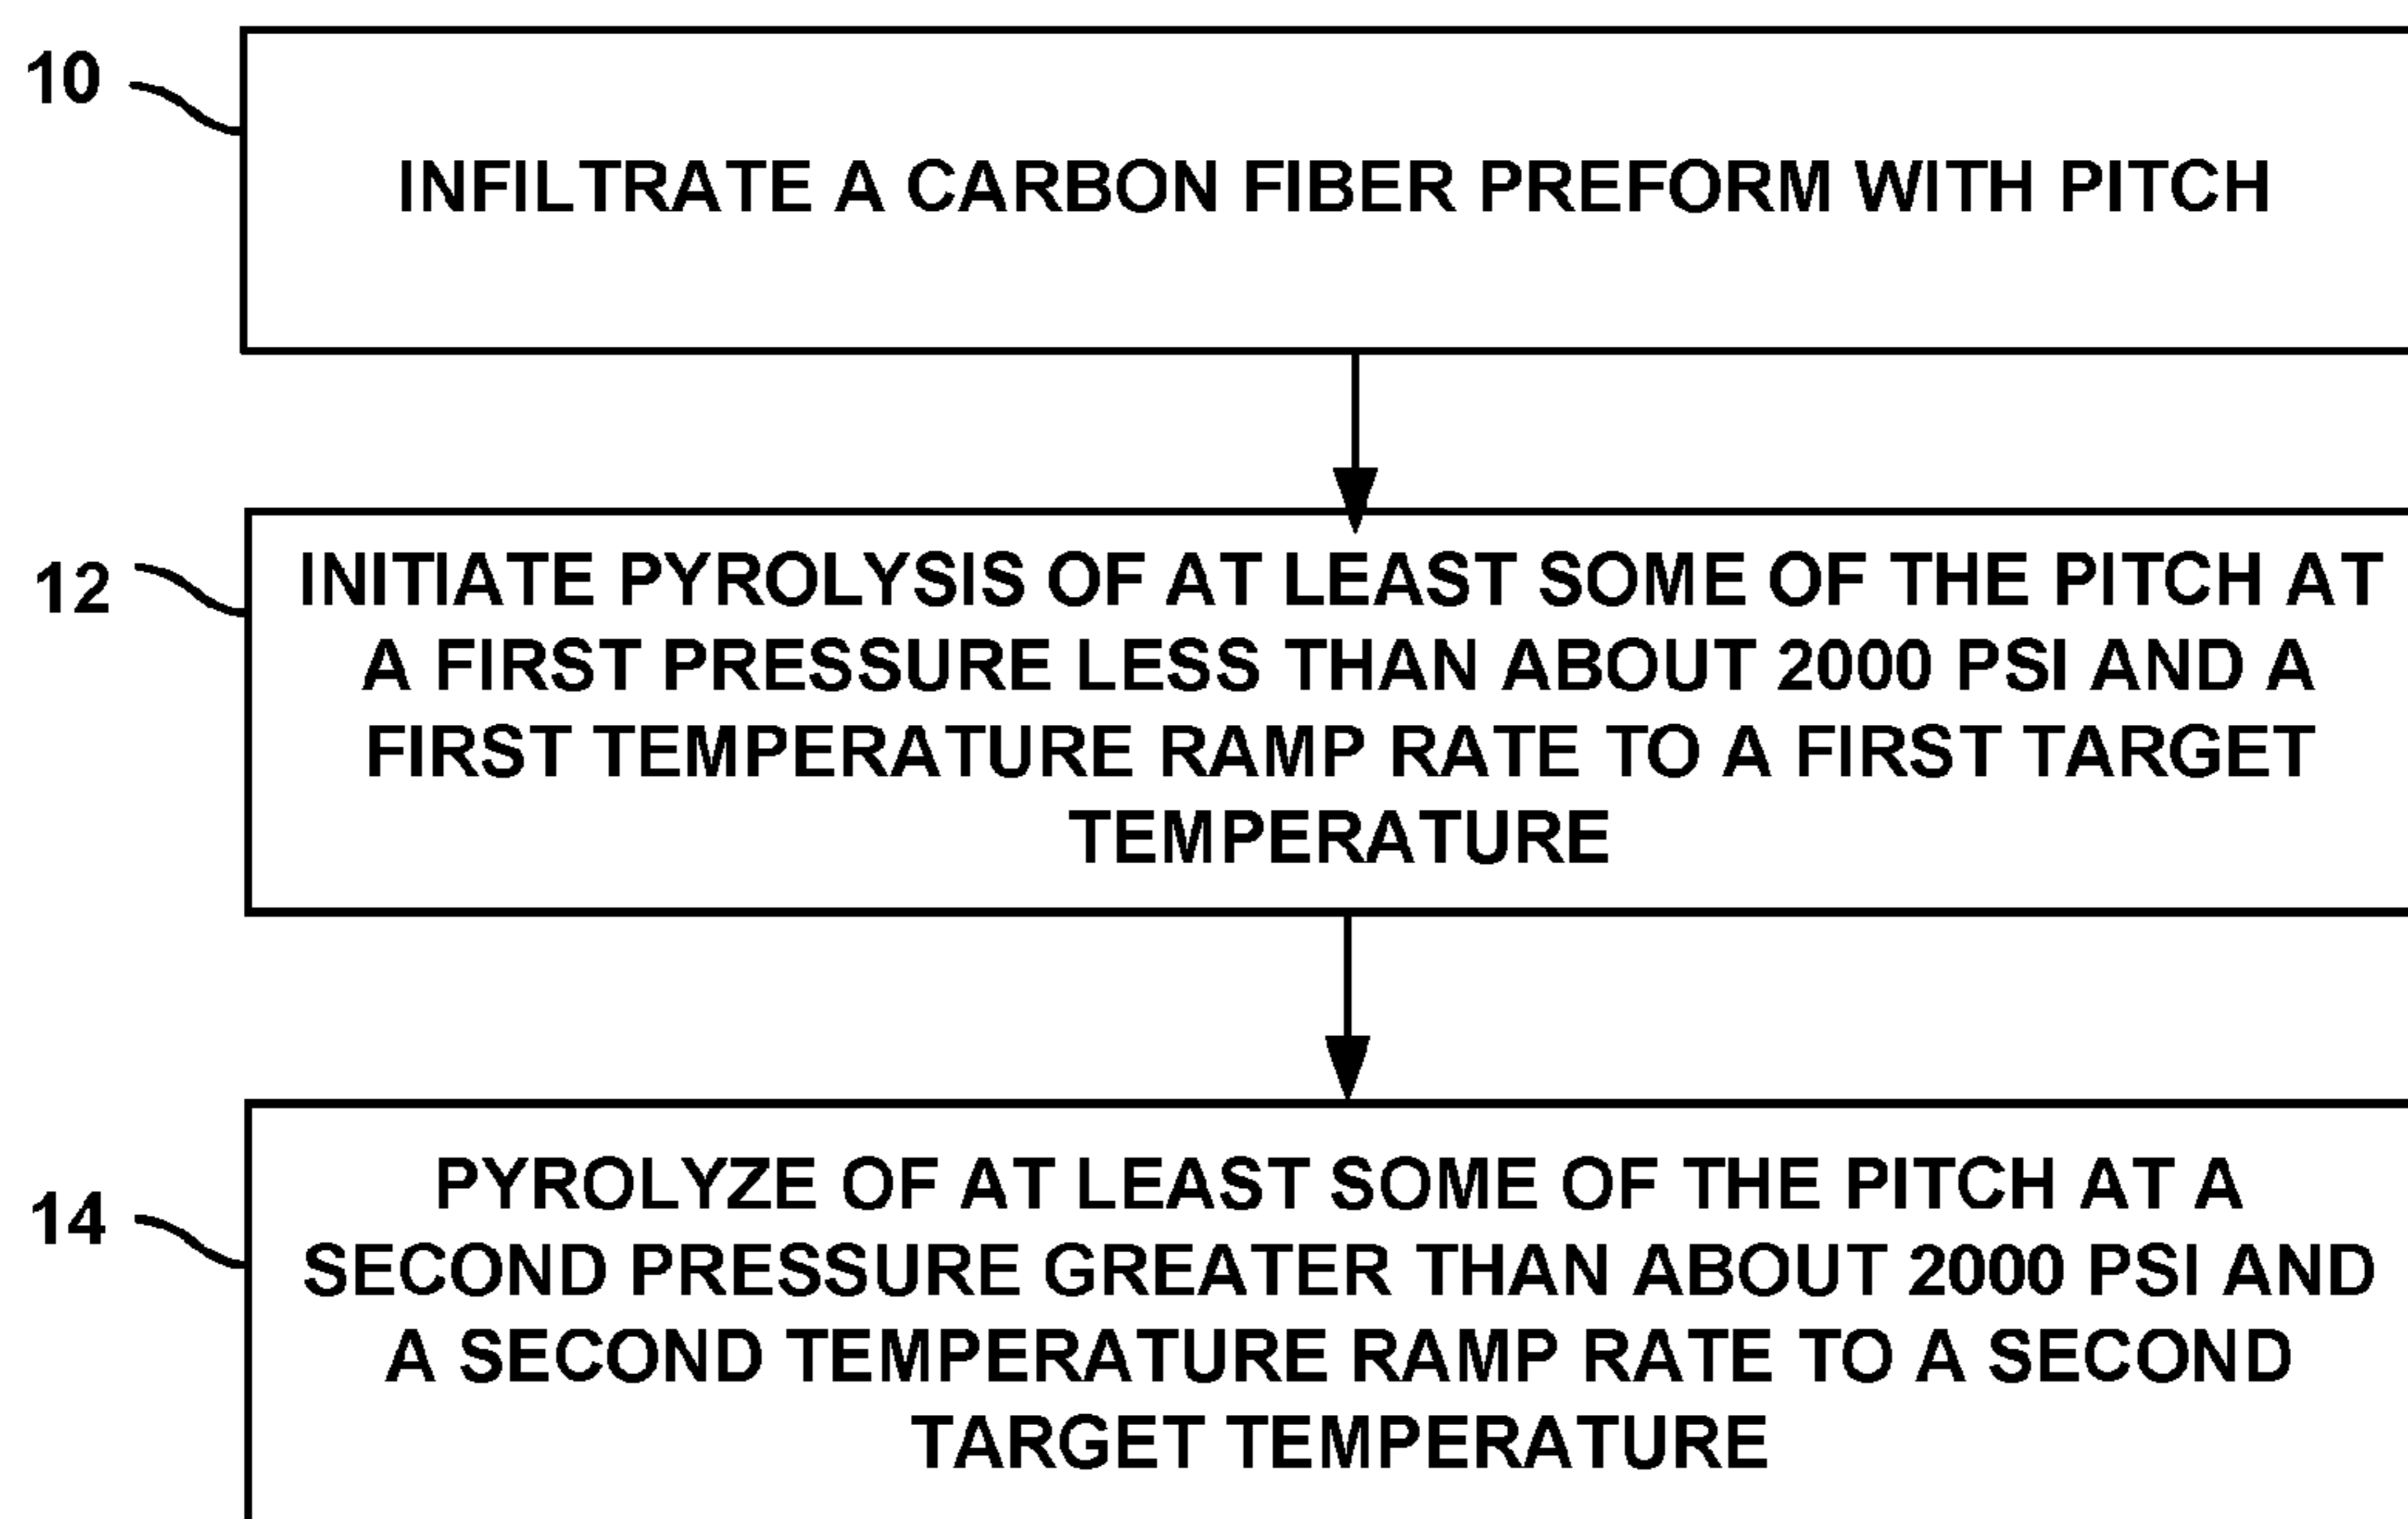 10
INFILTRATE A CARBON FIBER PREFORM WITH PITCH
12
INITIATE PYROLYSIS OF AT LEAST SOME OF THE PITCH AT
A FIRST PRESSURE LESS THAN ABOUT 2000 PSI AND A
FIRST TEMPERATURE RAMP RATE TO A FIRST TARGET
TEMPERATURE
14
PYROLYZE OF AT LEAST SOME OF THE PITCH AT A
SECOND PRESSURE GREATER THAN ABOUT 2000 PSI AND
A SECOND TEMPERATURE RAMP RATE TO A SECOND
TARGET TEMPERATURE